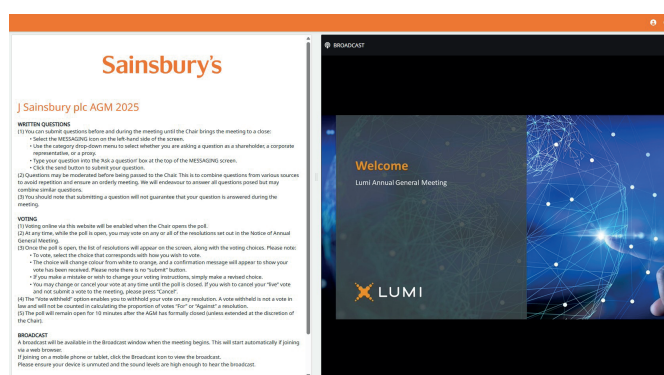 Sainsbury's
J Sainsbury plc AGM 2025
WRITTEN QUESTIONS
(1) You can submit questions before and during the meeting until the Chair brings the meeting to a close:
• Select the MESSAGING icon on the left-hand side of the screen.
• Use the category drop-down menu to select whether you are asking a question as a shareholder, a corporate
representative, or a proxy.
• Type your question into the 'Ask a question' box at the top of the MESSAGING screen.
• Click the send button to submit your question.
(2) Questions may be moderated before being passed to the Chair. This is to combine questions from various sources
to avoid repetition and ensure an orderly meeting. We will endeavour to answer all questions posed but may
combine similar questions.
(3) You should note that submitting a question will not guarantee that your question is answered during the
meeting.
VOTING
(1) Voting online via this website will be enabled when the Chair opens the poll.
(2) At any time, while the poll is open, you may vote on any or all of the resolutions set out in the Notice of Annual
General Meeting.
(3) Once the poll is open, the list of resolutions will appear on the screen, along with the voting choices. Please note:
• To vote, select the choice that corresponds with how you wish to vote.
• The choice will change colour from white to orange, and a confirmation message will appear to show your
vote has been received. Please note there is no "submit" button.
• If you make a mistake or wish to change your voting instructions, simply make a revised choice.
• You may change or cancel your vote at any time until the poll is closed. If you wish to cancel your "live" vote
and not submit a vote to the meeting, please press "Cancel".
(4) The "Vote withheld" option enables you to withhold your vote on any resolution. A vote withheld is not a vote in
law and will not be counted in calculating the proportion of votes "For" or "Against" a resolution.
(5) The poll will remain open for 10 minutes after the AGM has formally closed (unless extended at the discretion of
the Chair).
BROADCAST
A broadcast will be available in the Broadcast window when the meeting begins. This will start automatically if joining
via a web browser.
If joining on a mobile phone or tablet, click the Broadcast icon to view the broadcast.
Please ensure your device is unmuted and the sound levels are high enough to hear the broadcast.
BROADCAST
Welcome
Lumi Annual General Meeting
LUMI